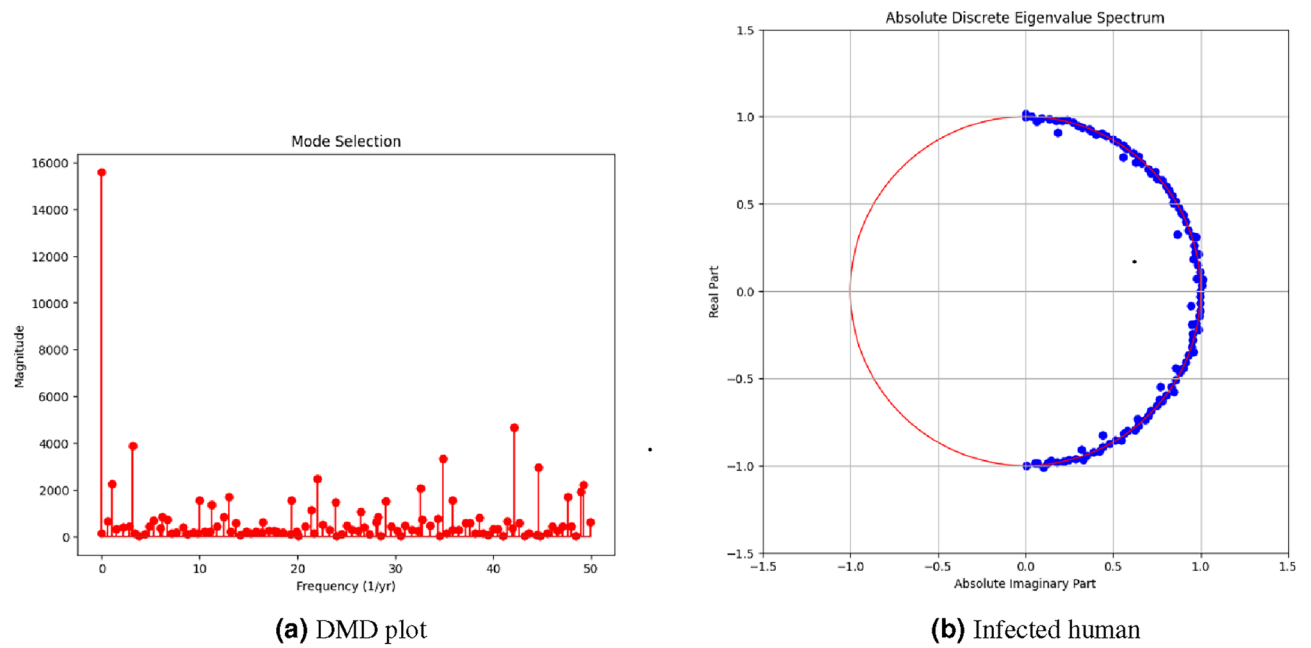 Mode Selection
Magnitude
16000
14000
12000
10000
8000
6000
4000
2000
0
0 10 20 30 40 50
Frequency (1/yr)
(a) DMD plot
Absolute Discrete Eigenvalue Spectrum
Real Part
1.5
1.0
0.5
0.0
−0.5
−1.0
−1.5
−1.5 −1.0 −0.5 0.0 0.5 1.0 1.5
Absolute Imaginary Part
(b) Infected human